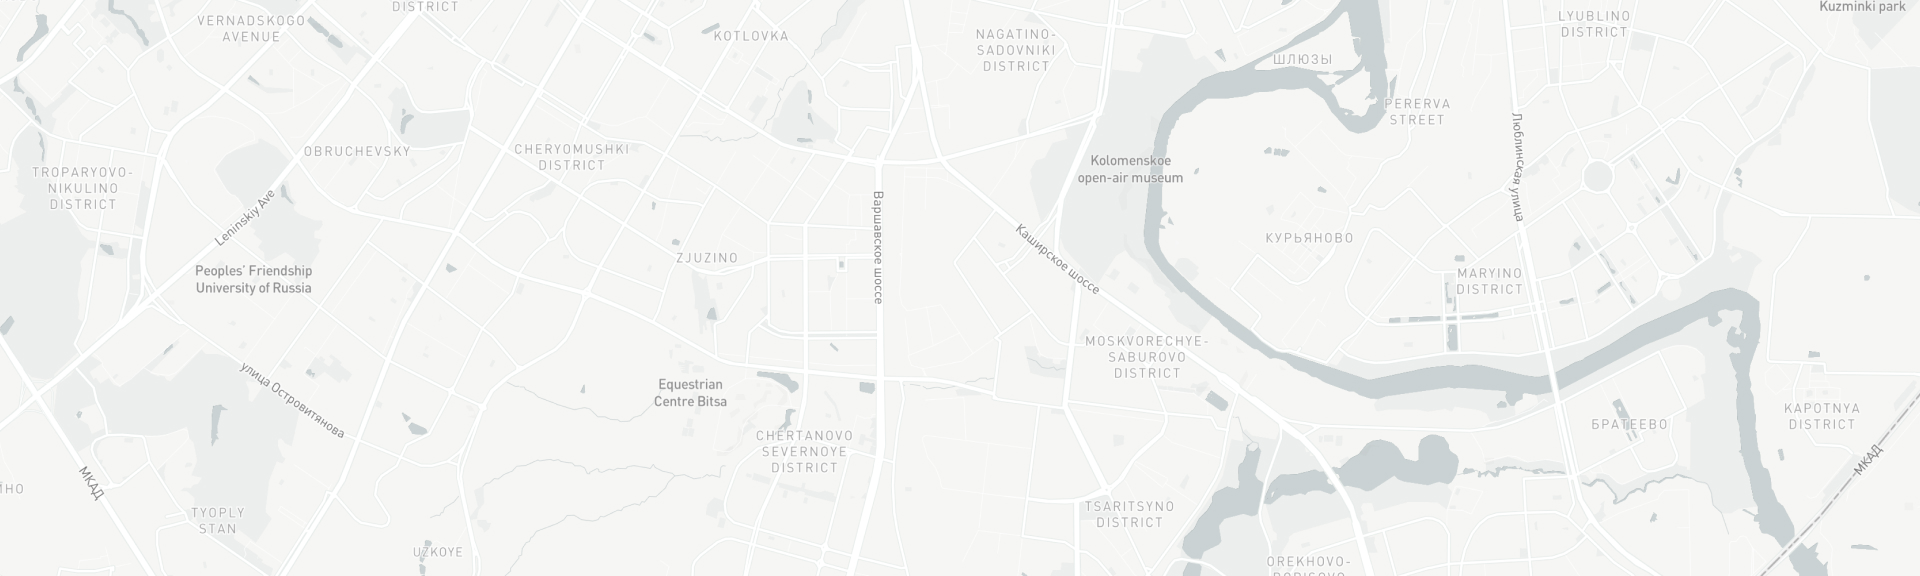 DISTRICT
Kuzminki park
VERNADSKOGO
AVENUE
KOTLOVKA
NAGATINO-
SADOVNIKI
DISTRICT
LYUBLINO
DISTRICT
ШЛЮЗЫ
PERERVA
STREET
Люблинская улица
OBRUCHEVSKY
CHERYOMUSHKI
DISTRICT
Kolomenskoe
open-air museum
TROPARYOVO-
NIKULINO
DISTRICT
Leninskiy Ave
Варшавское шоссе
Каширское шоссе
КУРЬЯНОВО
ZJUZINO
Peoples' Friendship
University of Russia
MARYINO
DISTRICT
MOSKVORECHYE-
SABUROVO
DISTRICT
улица Островитянова
Equestrian
Centre Bitsa
БРАТЕЕВО
KAPOTNYA
DISTRICT
CHERTANOVO
SEVERNOYE
DISTRICT
МКАД
МКАД
TYOPLY
STAN
TSARITSYNO
DISTRICT
UZKOYE
OREKHOVO-